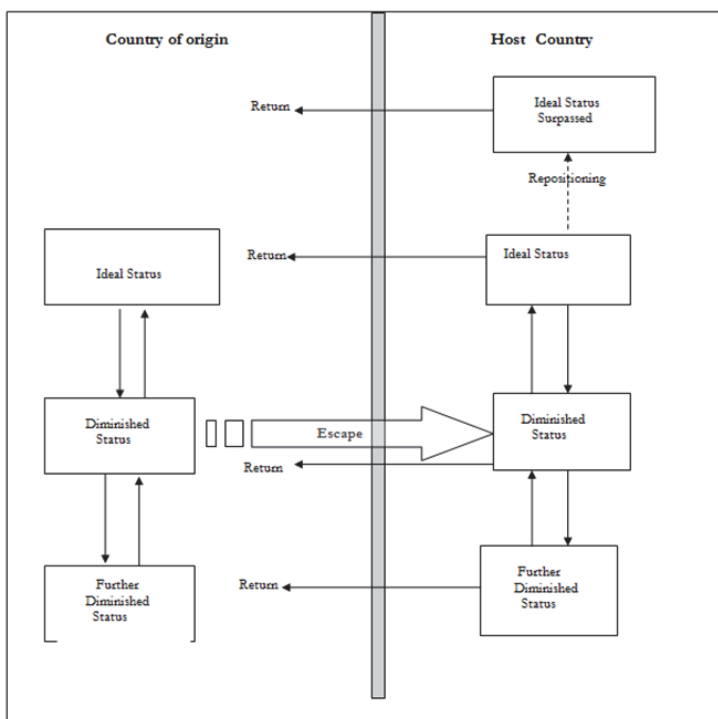 Country of origin
Host Country
Ideal Status
Surpassed
Return
Repositioning
Ideal Status
Return
Ideal Status
Diminished
Status
Escape
Diminished
Status
Return
Further
Diminished
Status
Return
Further
Diminished
Status